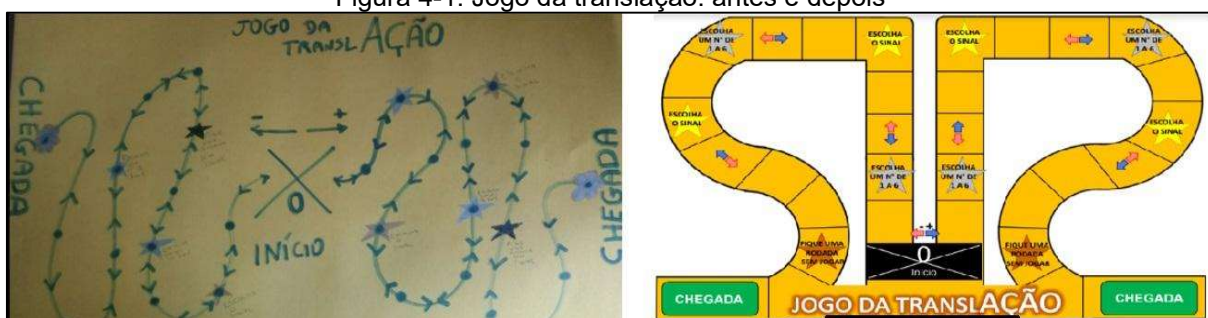 Figura 4-1: Jogo da translação: antes e depois
JOGO DA
TRANSLAÇÃO
CHEGADA
- +
0
INÍCIO
CHEGADA
ESCOLHA
UM Nº DE
1 A 6
ESCOLHA
O SINAL
ESCOLHA
O SINAL
ESCOLHA
UM Nº DE
1 A 6
ESCOLHA
O SINAL
ESCOLHA
O SINAL
ESCOLHA
UM Nº DE
1 A 6
ESCOLHA
UM Nº DE
1 A 6
FIQUE UMA
RODADA
SEM JOGAR
- +
0
INICIO
FIQUE UMA
RODADA
SEM JOGAR
CHEGADA
JOGO DA TRANSLAÇÃO
CHEGADA